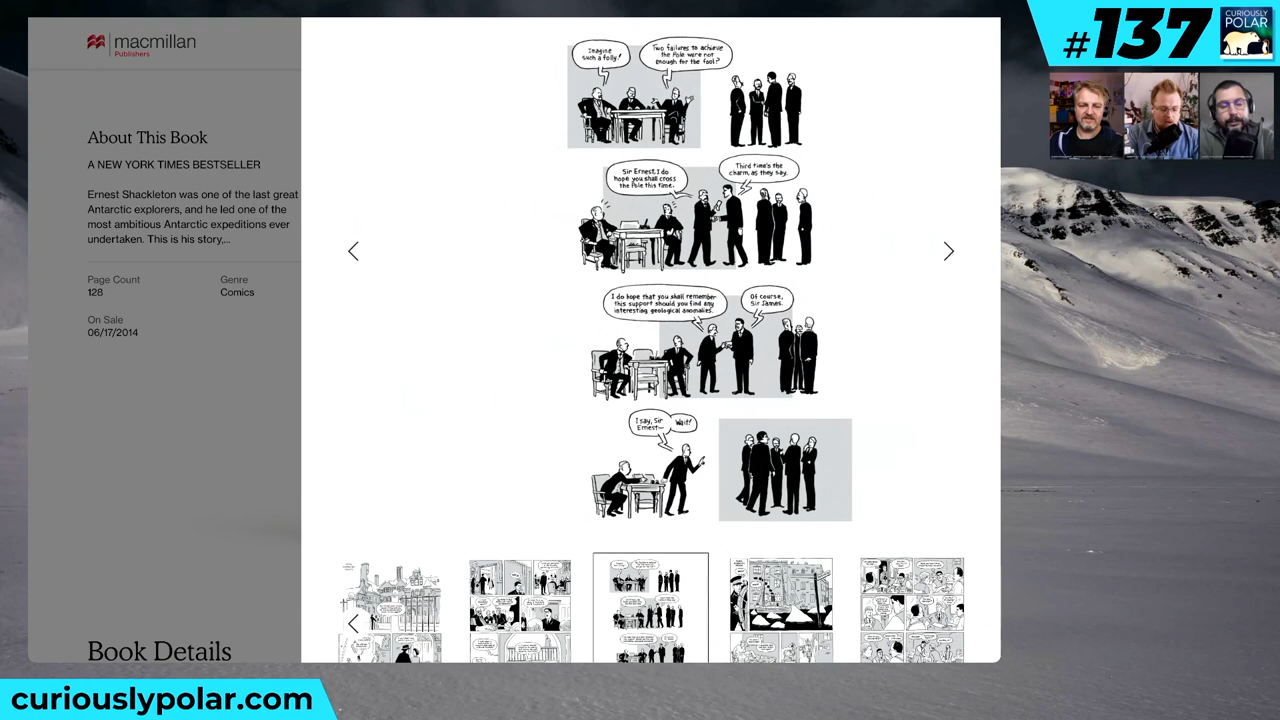 macmillan
Publishers
About This Book
A NEW YORK TIMES BESTSELLER
Ernest Shackleton was one of the last great
Antarctic explorers, and he led one of the
most ambitious Antarctic expeditions ever
undertaken. This is his story,...
Page Count
128
Genre
Comics
On Sale
06/17/2014
Book Details
Imagine
such a folly!
Two failures to achieve
the Pole were not
enough for the fool?
Sir Ernest, I do
hope you shall cross
the Pole this time.
Third time's the
charm, as they say.
I do hope that you shall remember
this support should you find any
interesting geological anomalies.
Of course,
Sir James.
I say, Sir
Ernest—
Wait!
#137
CURIOUSLY
POLAR
curiouslypolar.com